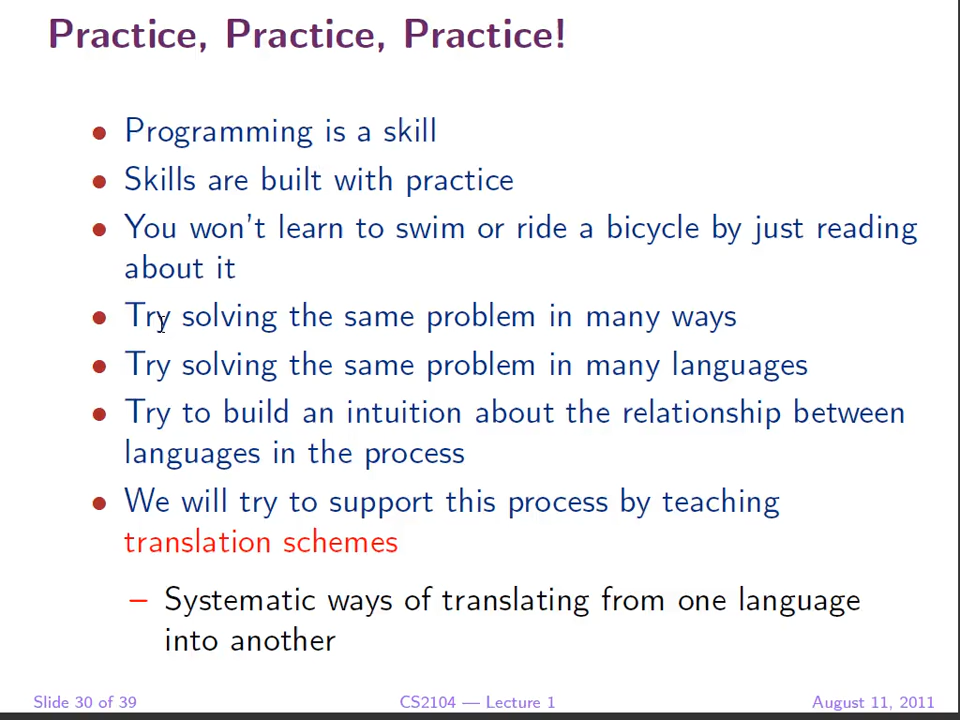 Practice, Practice, Practice!
• Programming is a skill
• Skills are built with practice
• You won't learn to swim or ride a bicycle by just reading
about it
• Try solving the same problem in many ways
• Try solving the same problem in many languages
• Try to build an intuition about the relationship between
languages in the process
• We will try to support this process by teaching
translation schemes
– Systematic ways of translating from one language
into another
Slide 30 of 39 CS2104 — Lecture 1 August 11, 2011